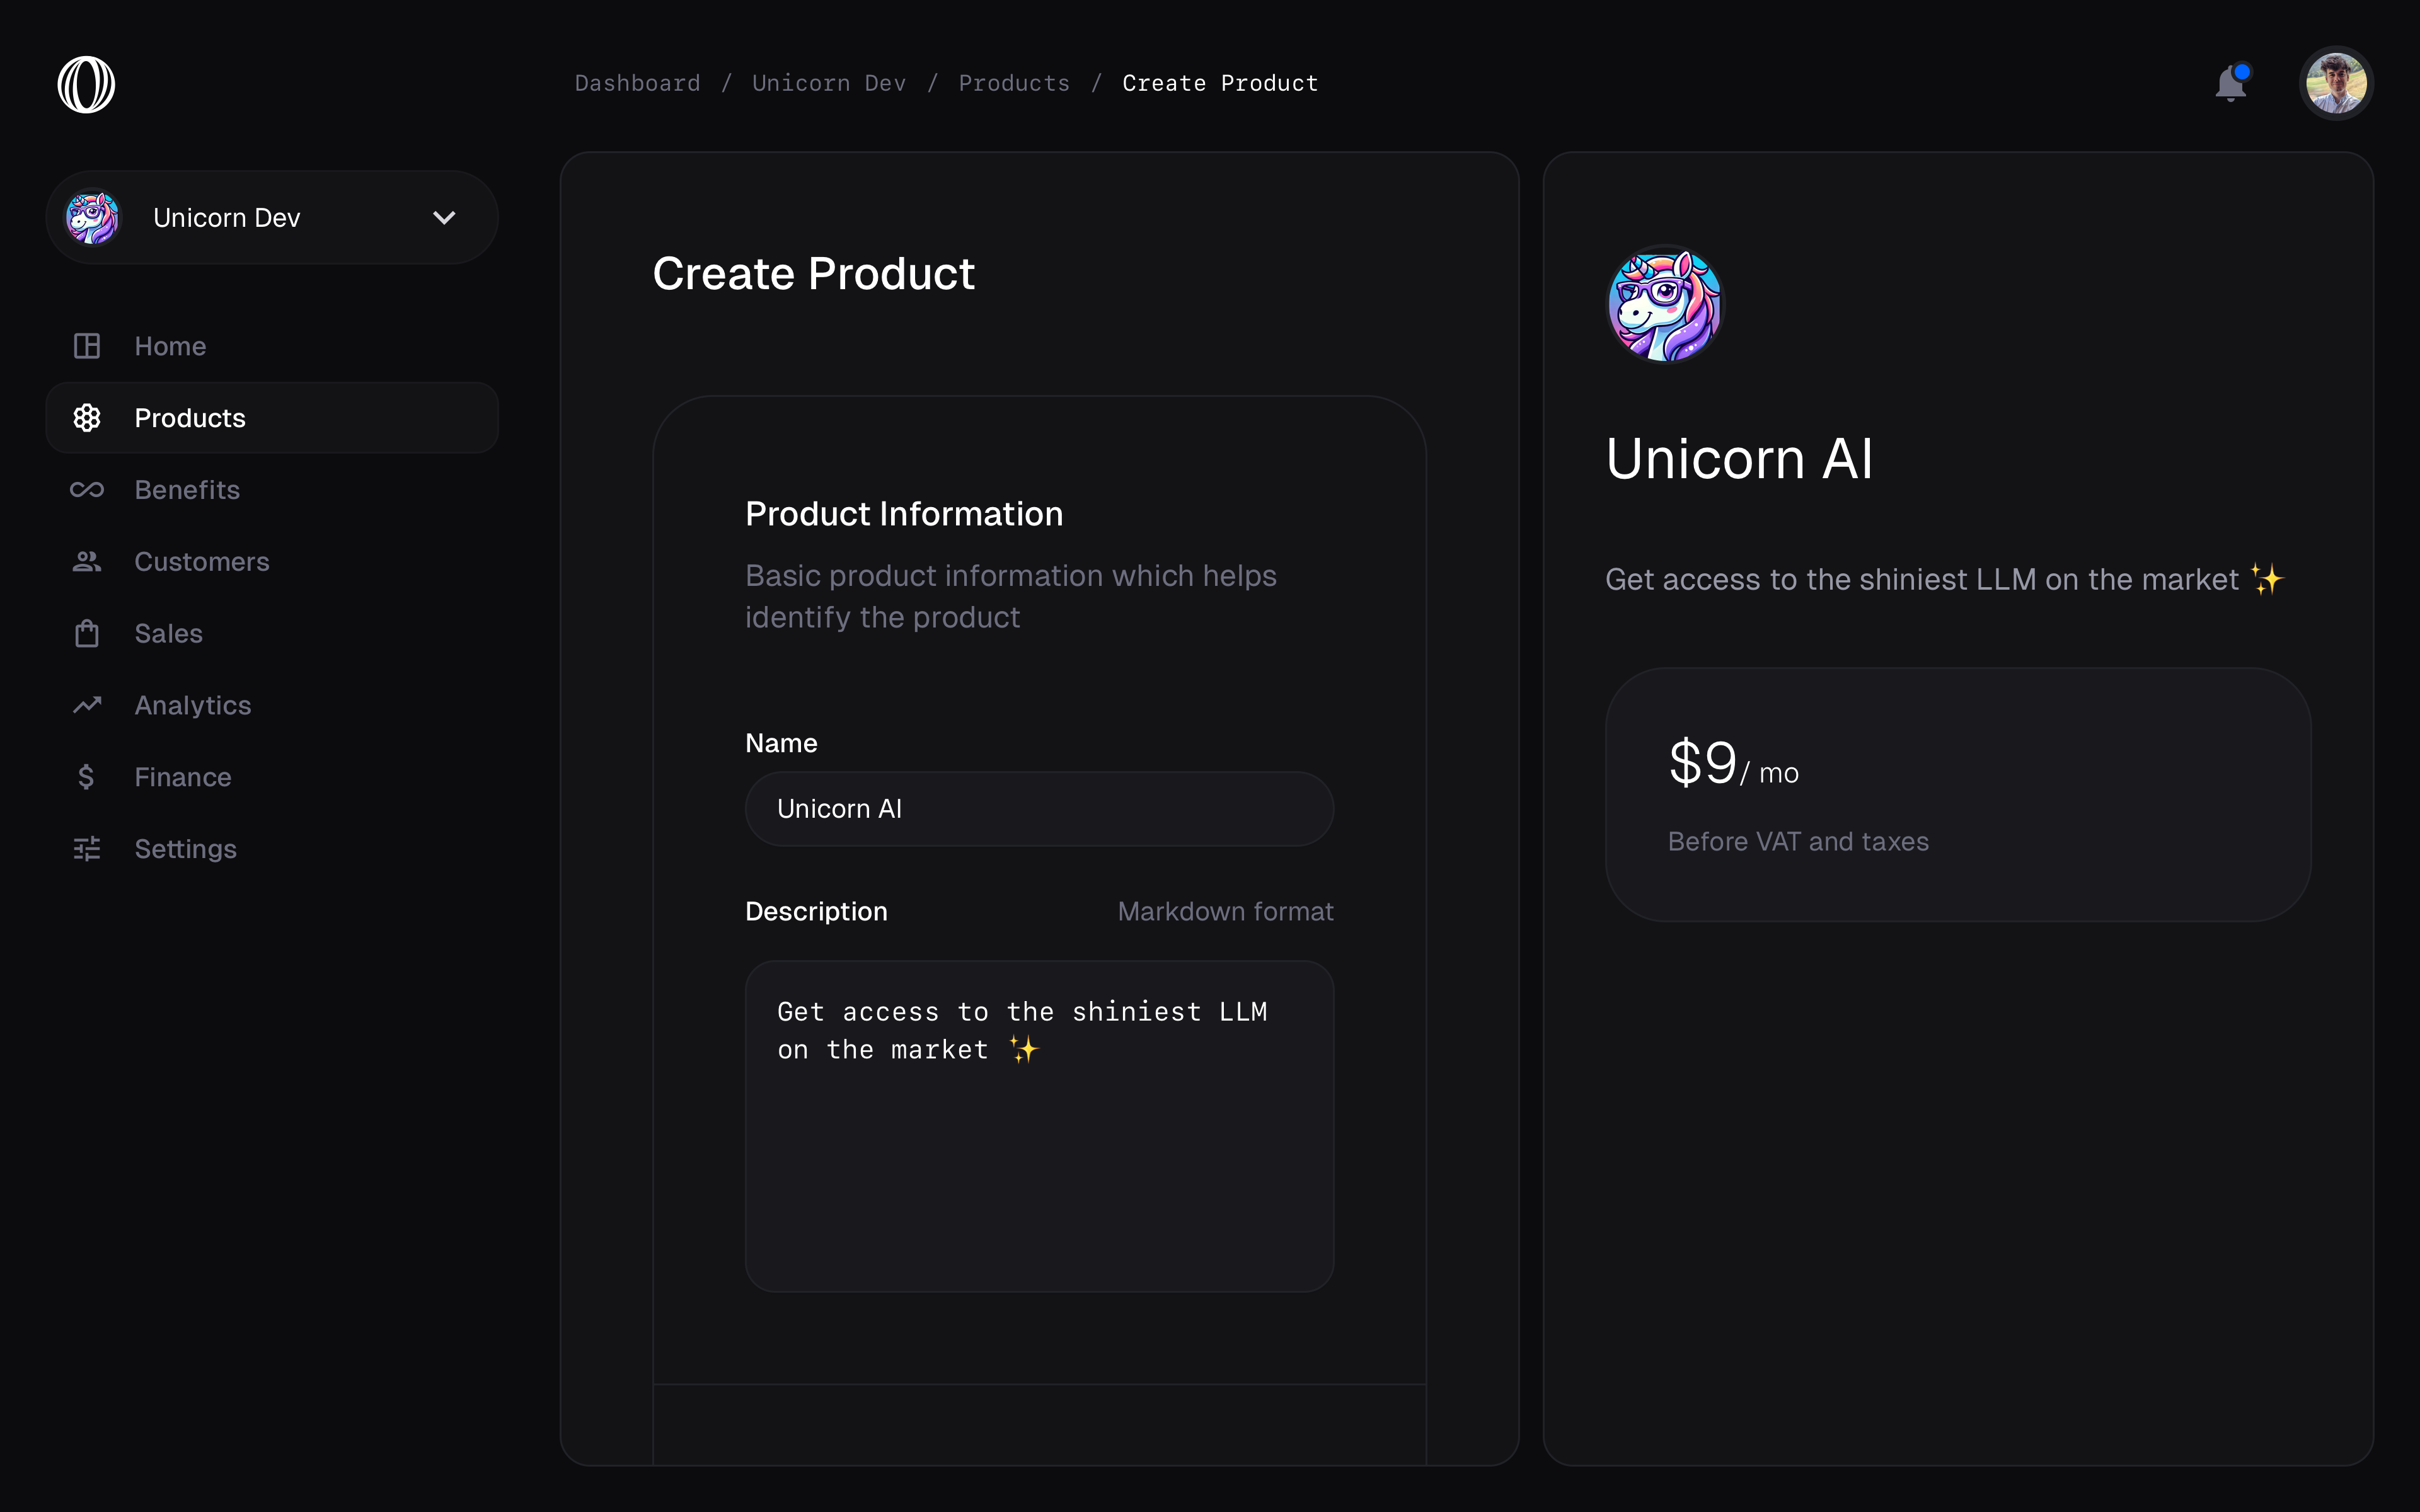 Dashboard / Unicorn Dev / Products / Create Product
Unicorn Dev
Home
Products
Benefits
Customers
Sales
Analytics
Finance
Settings
Create Product
Product Information
Basic product information which helps
identify the product
Name
Unicorn AI
Description Markdown format
Get access to the shiniest LLM
on the market ✨
Unicorn AI
Get access to the shiniest LLM on the market ✨
$9/ mo
Before VAT and taxes